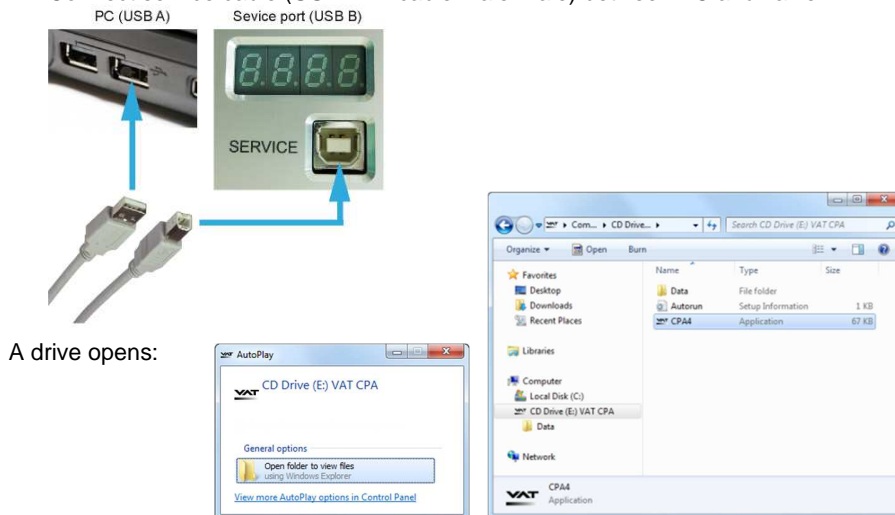 PC (USB A)
Sevice port (USB B)
8.8.8.8.
SERVICE
A drive opens:
VAT AutoPlay
VAT CD Drive (E:) VAT CPA
General options
Open folder to view files
using Windows Explorer
View more AutoPlay options in Control Panel
VAT Com... CD Drive...
Search CD Drive (E:) VAT CPA
Organize Open Burn
Favorites
Desktop
Downloads
Recent Places
Libraries
Computer
Local Disk (C:)
CD Drive (E:) VAT CPA
Data
Network
Name Type Size
Data File folder
Autorun Setup Information 1 KB
CPA4 Application 67 KB
VAT CPA4
Application